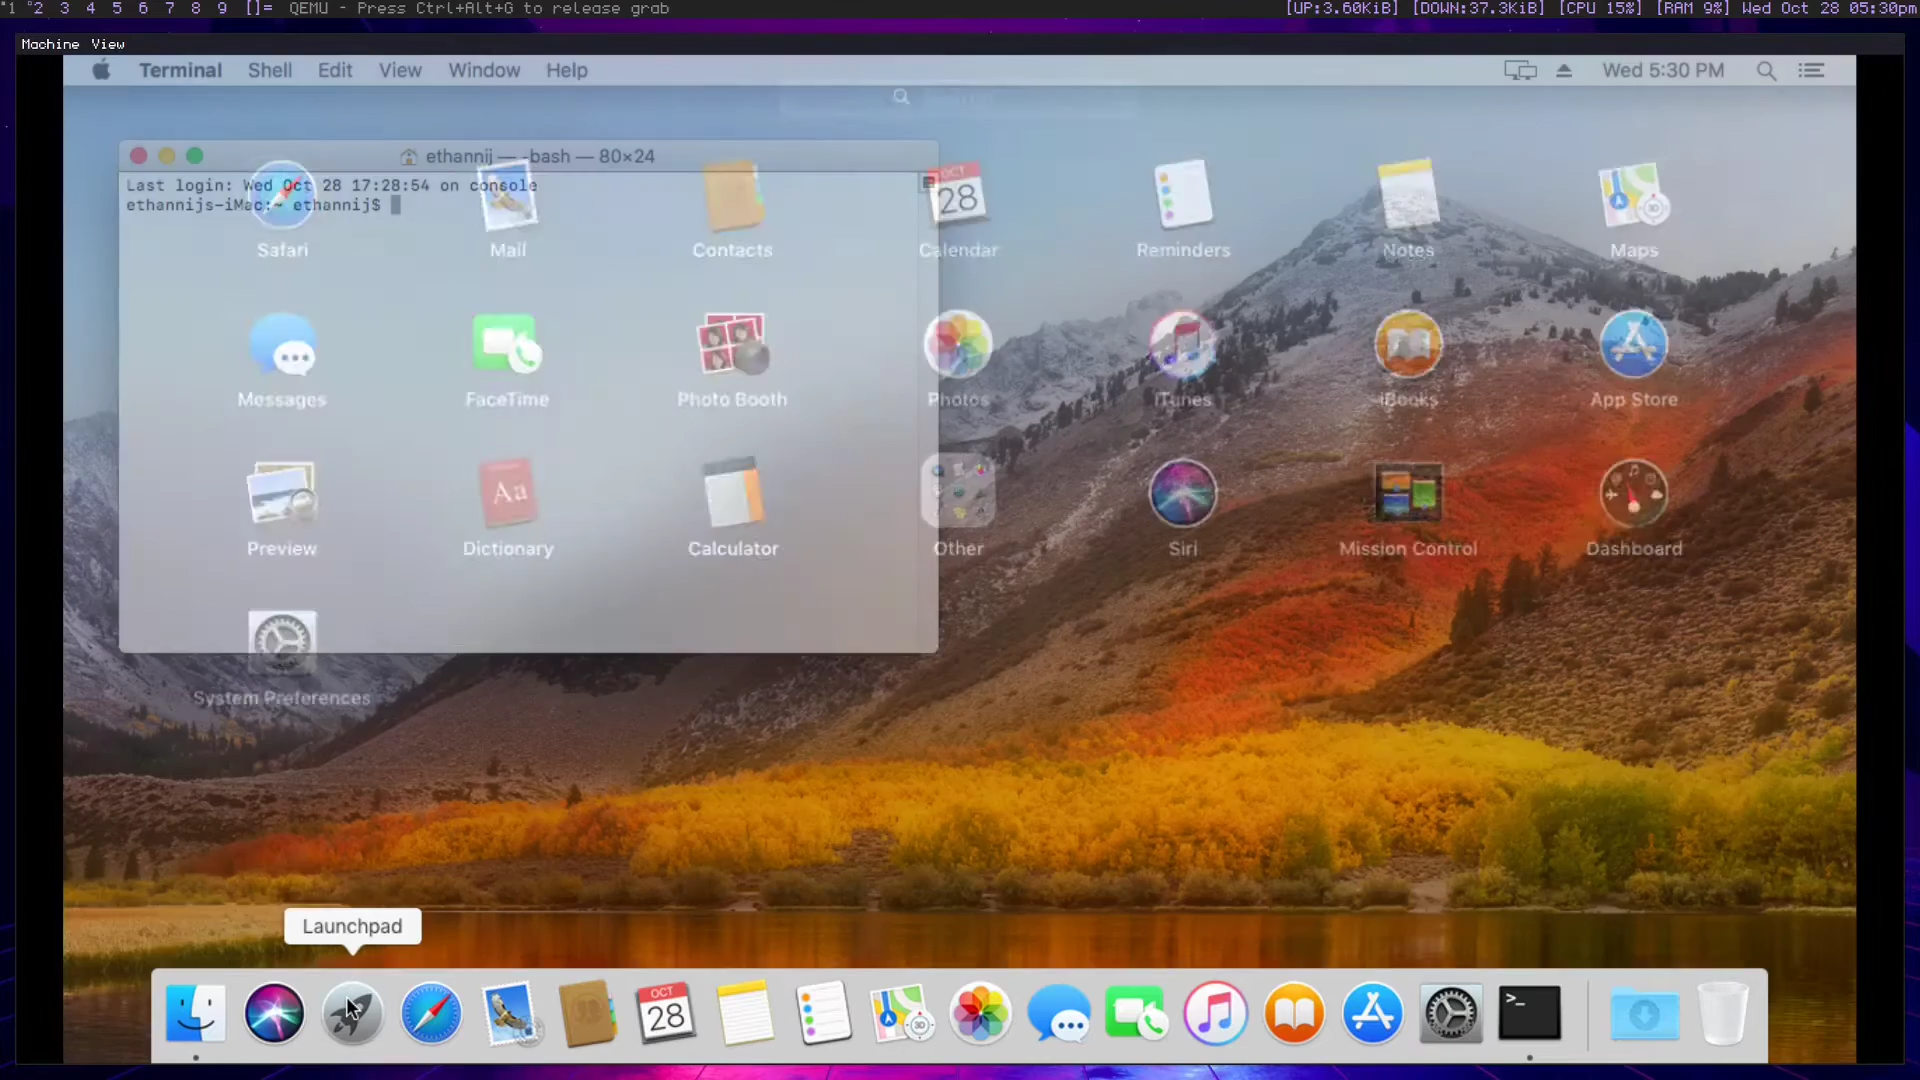 1 2 3 4 5 6 7 8 9 []= QEMU - Press Ctrl+Alt+G to release grab [UP:3.60KiB] [DOWN:37.3KiB] [CPU 15%] [RAM 9%] Wed Oct 28 05:30pm
Machine View
Terminal Shell Edit View Window Help Wed 5:30 PM
ethannij — -bash — 80×24
Last login: Wed Oct 28 17:28:54 on console
ethannijs-iMac:~ ethannij$
OCT
28
Safari Mail Contacts Calendar Reminders Notes Maps
Messages FaceTime Photo Booth Photos iTunes iBooks App Store
Aa
Preview Dictionary Calculator Other Siri Mission Control Dashboard
System Preferences
Launchpad
OCT
28
3D
>_